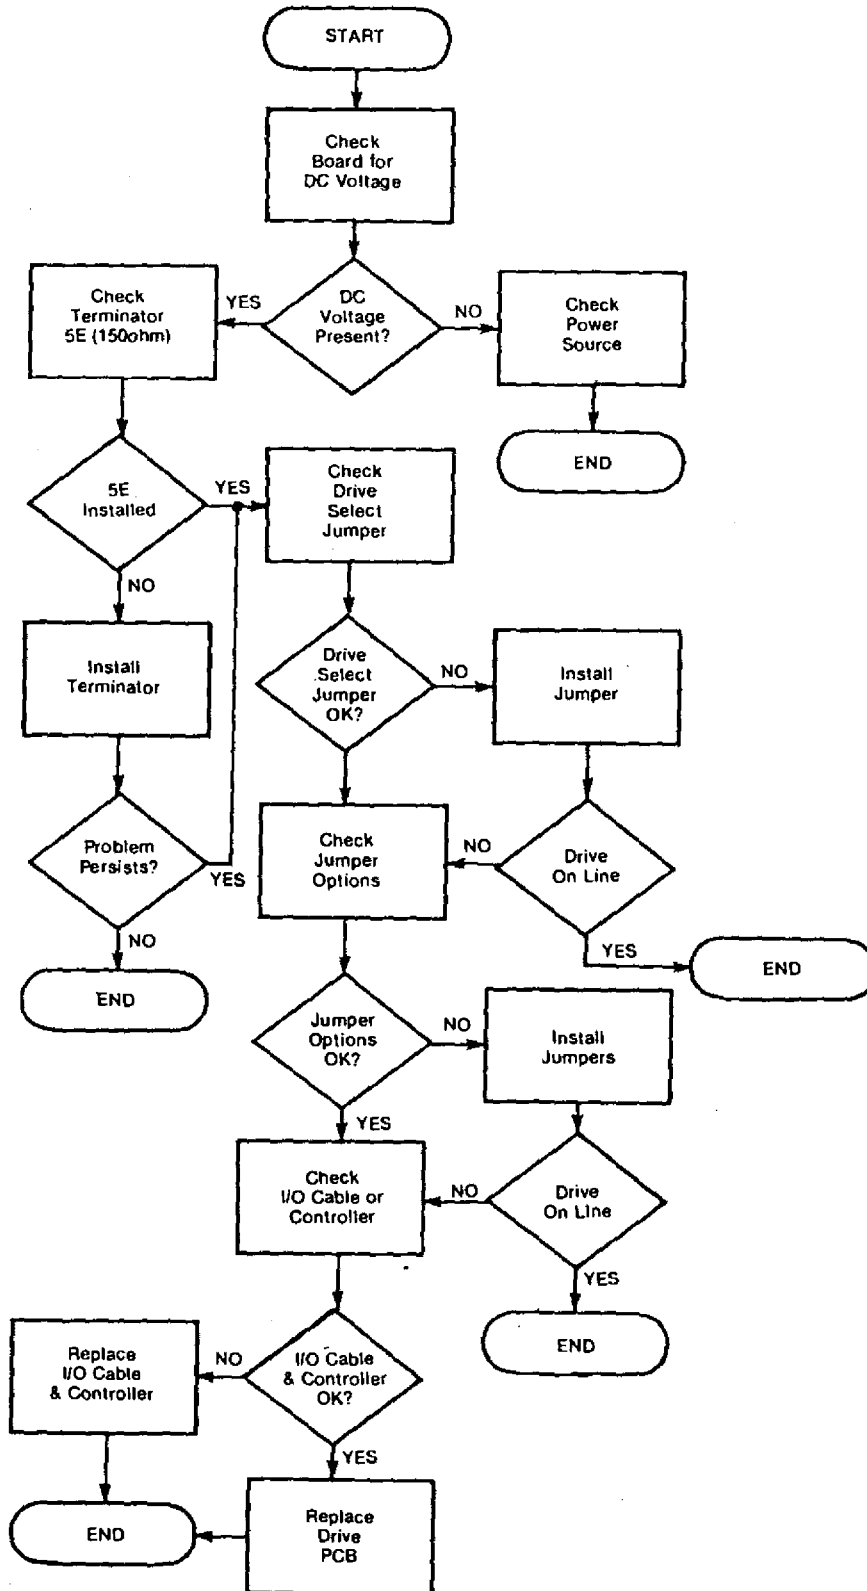 START
Check
Board for
DC Voltage
DC
Voltage
Present?
YES
NO
Check
Terminator
5E (150ohm)
Check
Power
Source
END
5E
Installed
YES
NO
Check
Drive
Select
Jumper
Install
Terminator
Drive
Select
Jumper
OK?
NO
Install
Jumper
Problem
Persists?
YES
NO
END
Check
Jumper
Options
NO
Drive
On Line
YES
END
Jumper
Options
OK?
NO
YES
Install
Jumpers
Check
I/O Cable or
Controller
NO
Drive
On Line
YES
END
I/O Cable
& Controller
OK?
NO
YES
Replace
I/O Cable
& Controller
END
Replace
Drive
PCB